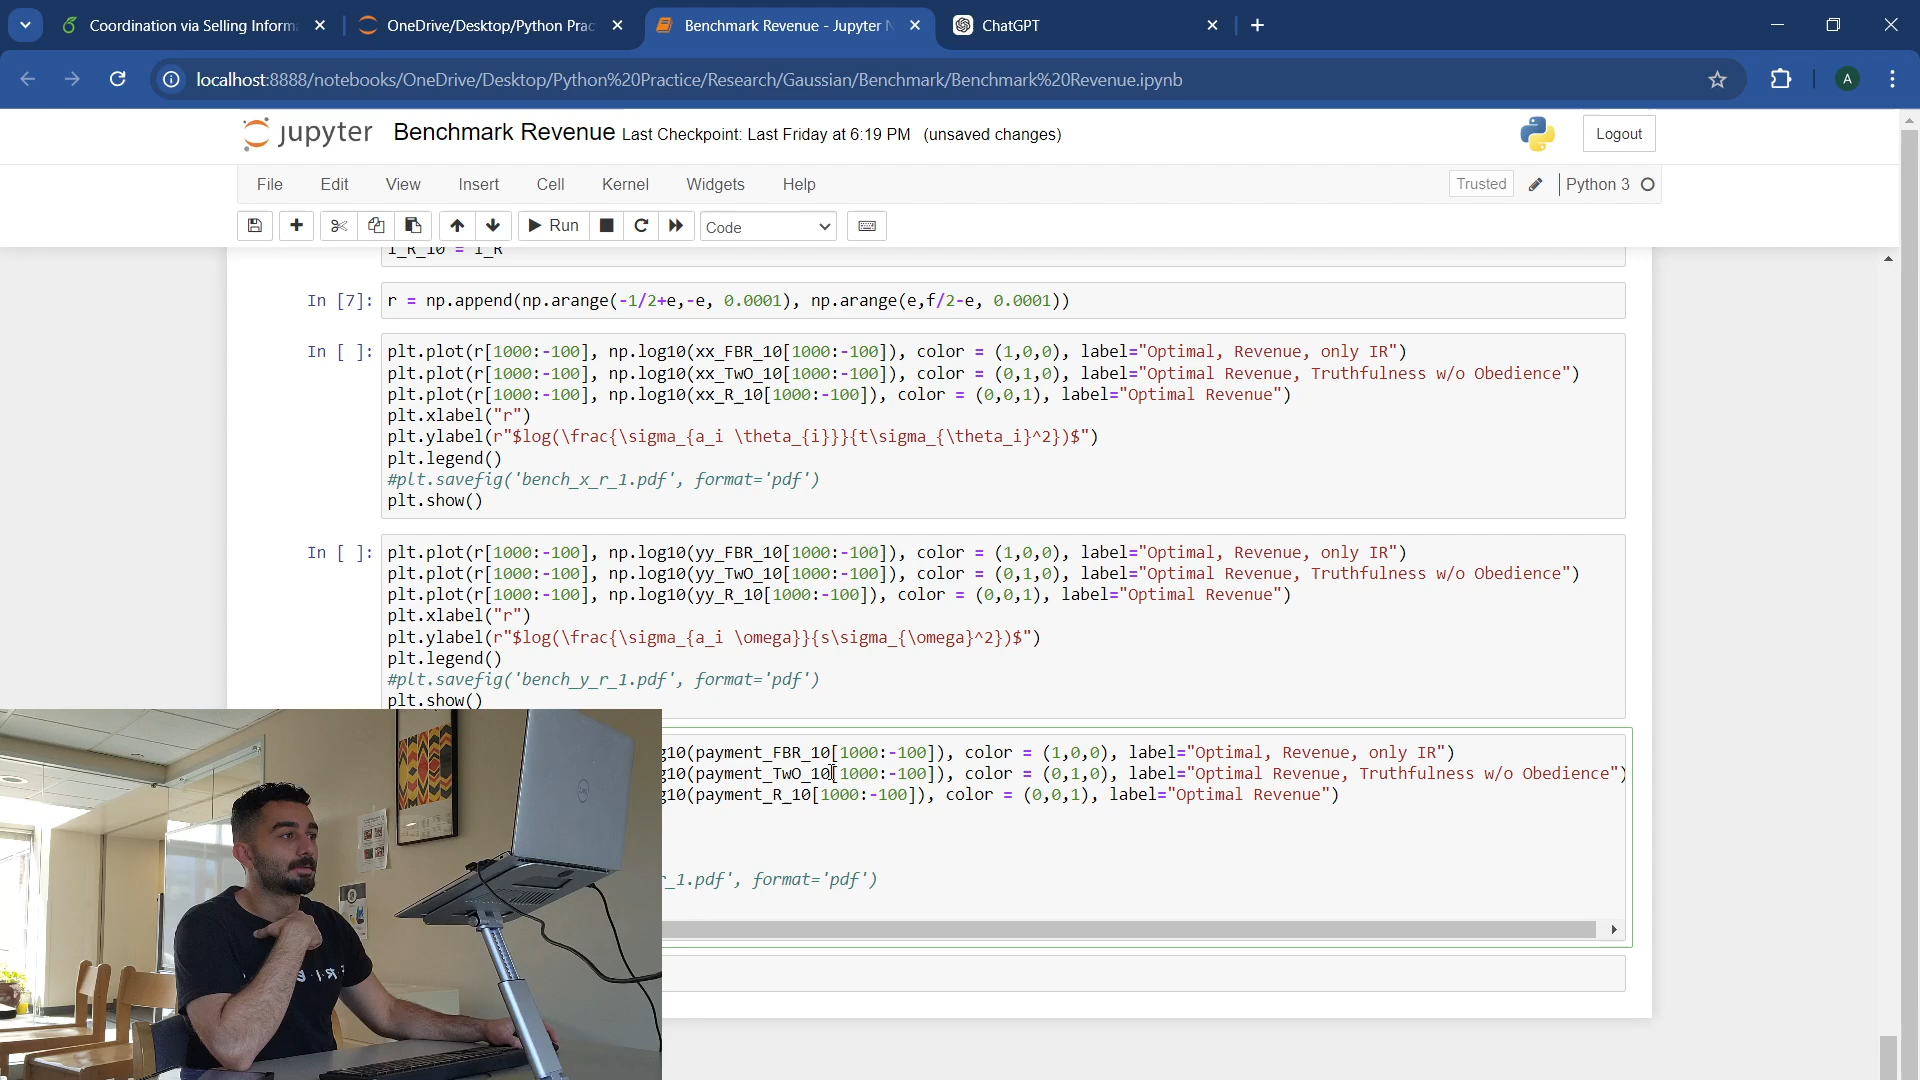 Coordination via Selling Inform
OneDrive/Desktop/Python Prac
Benchmark Revenue - Jupyter N
ChatGPT
localhost:8888/notebooks/OneDrive/Desktop/Python%20Practice/Research/Gaussian/Benchmark/Benchmark%20Revenue.ipynb
A
jupyter Benchmark Revenue Last Checkpoint: Last Friday at 6:19 PM (unsaved changes)
Logout
File Edit View Insert Cell Kernel Widgets Help
Trusted
Python 3
Run
Code
i_R_10 = i_R
In [7]: r = np.append(np.arange(-1/2+e,-e, 0.0001), np.arange(e,f/2-e, 0.0001))
In [ ]: plt.plot(r[1000:-100], np.log10(xx_FBR_10[1000:-100]), color = (1,0,0), label="Optimal, Revenue, only IR")
plt.plot(r[1000:-100], np.log10(xx_TwO_10[1000:-100]), color = (0,1,0), label="Optimal Revenue, Truthfulness w/o Obedience")
plt.plot(r[1000:-100], np.log10(xx_R_10[1000:-100]), color = (0,0,1), label="Optimal Revenue")
plt.xlabel("r")
plt.ylabel(r"$log(\frac{\sigma_{a_i \theta_{i}}}{t\sigma_{\theta_i}^2})$")
plt.legend()
#plt.savefig('bench_x_r_1.pdf', format='pdf')
plt.show()
In [ ]: plt.plot(r[1000:-100], np.log10(yy_FBR_10[1000:-100]), color = (1,0,0), label="Optimal, Revenue, only IR")
plt.plot(r[1000:-100], np.log10(yy_TwO_10[1000:-100]), color = (0,1,0), label="Optimal Revenue, Truthfulness w/o Obedience")
plt.plot(r[1000:-100], np.log10(yy_R_10[1000:-100]), color = (0,0,1), label="Optimal Revenue")
plt.xlabel("r")
plt.ylabel(r"$log(\frac{\sigma_{a_i \omega}}{s\sigma_{\omega}^2})$")
plt.legend()
#plt.savefig('bench_y_r_1.pdf', format='pdf')
plt.show()
g10(payment_FBR_10[1000:-100]), color = (1,0,0), label="Optimal, Revenue, only IR")
g10(payment_TwO_10[1000:-100]), color = (0,1,0), label="Optimal Revenue, Truthfulness w/o Obedience")
g10(payment_R_10[1000:-100]), color = (0,0,1), label="Optimal Revenue")
r_1.pdf', format='pdf')